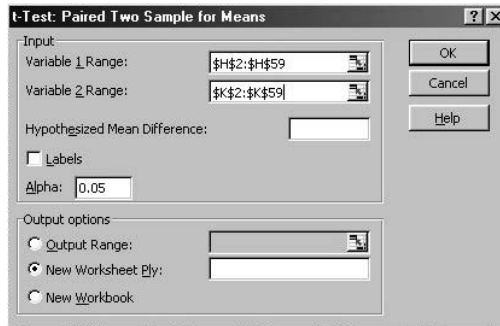 t-Test: Paired Two Sample for Means
Input
Variable 1 Range:
$H$2:$H$59
Variable 2 Range:
$K$2:$K$59
Hypothesized Mean Difference:
Labels
Alpha: 0.05
OK
Cancel
Help
Output options
Output Range:
New Worksheet Ply:
New Workbook